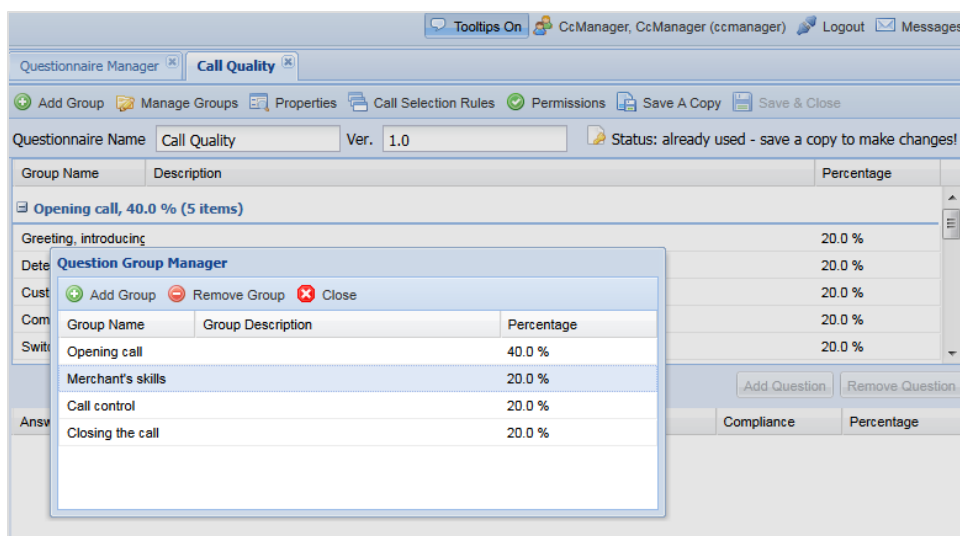 Tooltips On CcManager, CcManager (ccmanager) Logout Messages
Questionnaire Manager Call Quality
Add Group Manage Groups Properties Call Selection Rules Permissions Save A Copy Save & Close
Questionnaire Name Call Quality Ver. 1.0 Status: already used - save a copy to make changes!
Group Name Description Percentage
Opening call, 40.0 % (5 items)
Greeting, introducing 20.0 %
Dete 20.0 %
Cust 20.0 %
Com 20.0 %
Switc 20.0 %
Question Group Manager
Add Group Remove Group Close
Group Name Group Description Percentage
Opening call 40.0 %
Merchant's skills 20.0 %
Call control 20.0 %
Closing the call 20.0 %
Add Question Remove Question
Answ Compliance Percentage